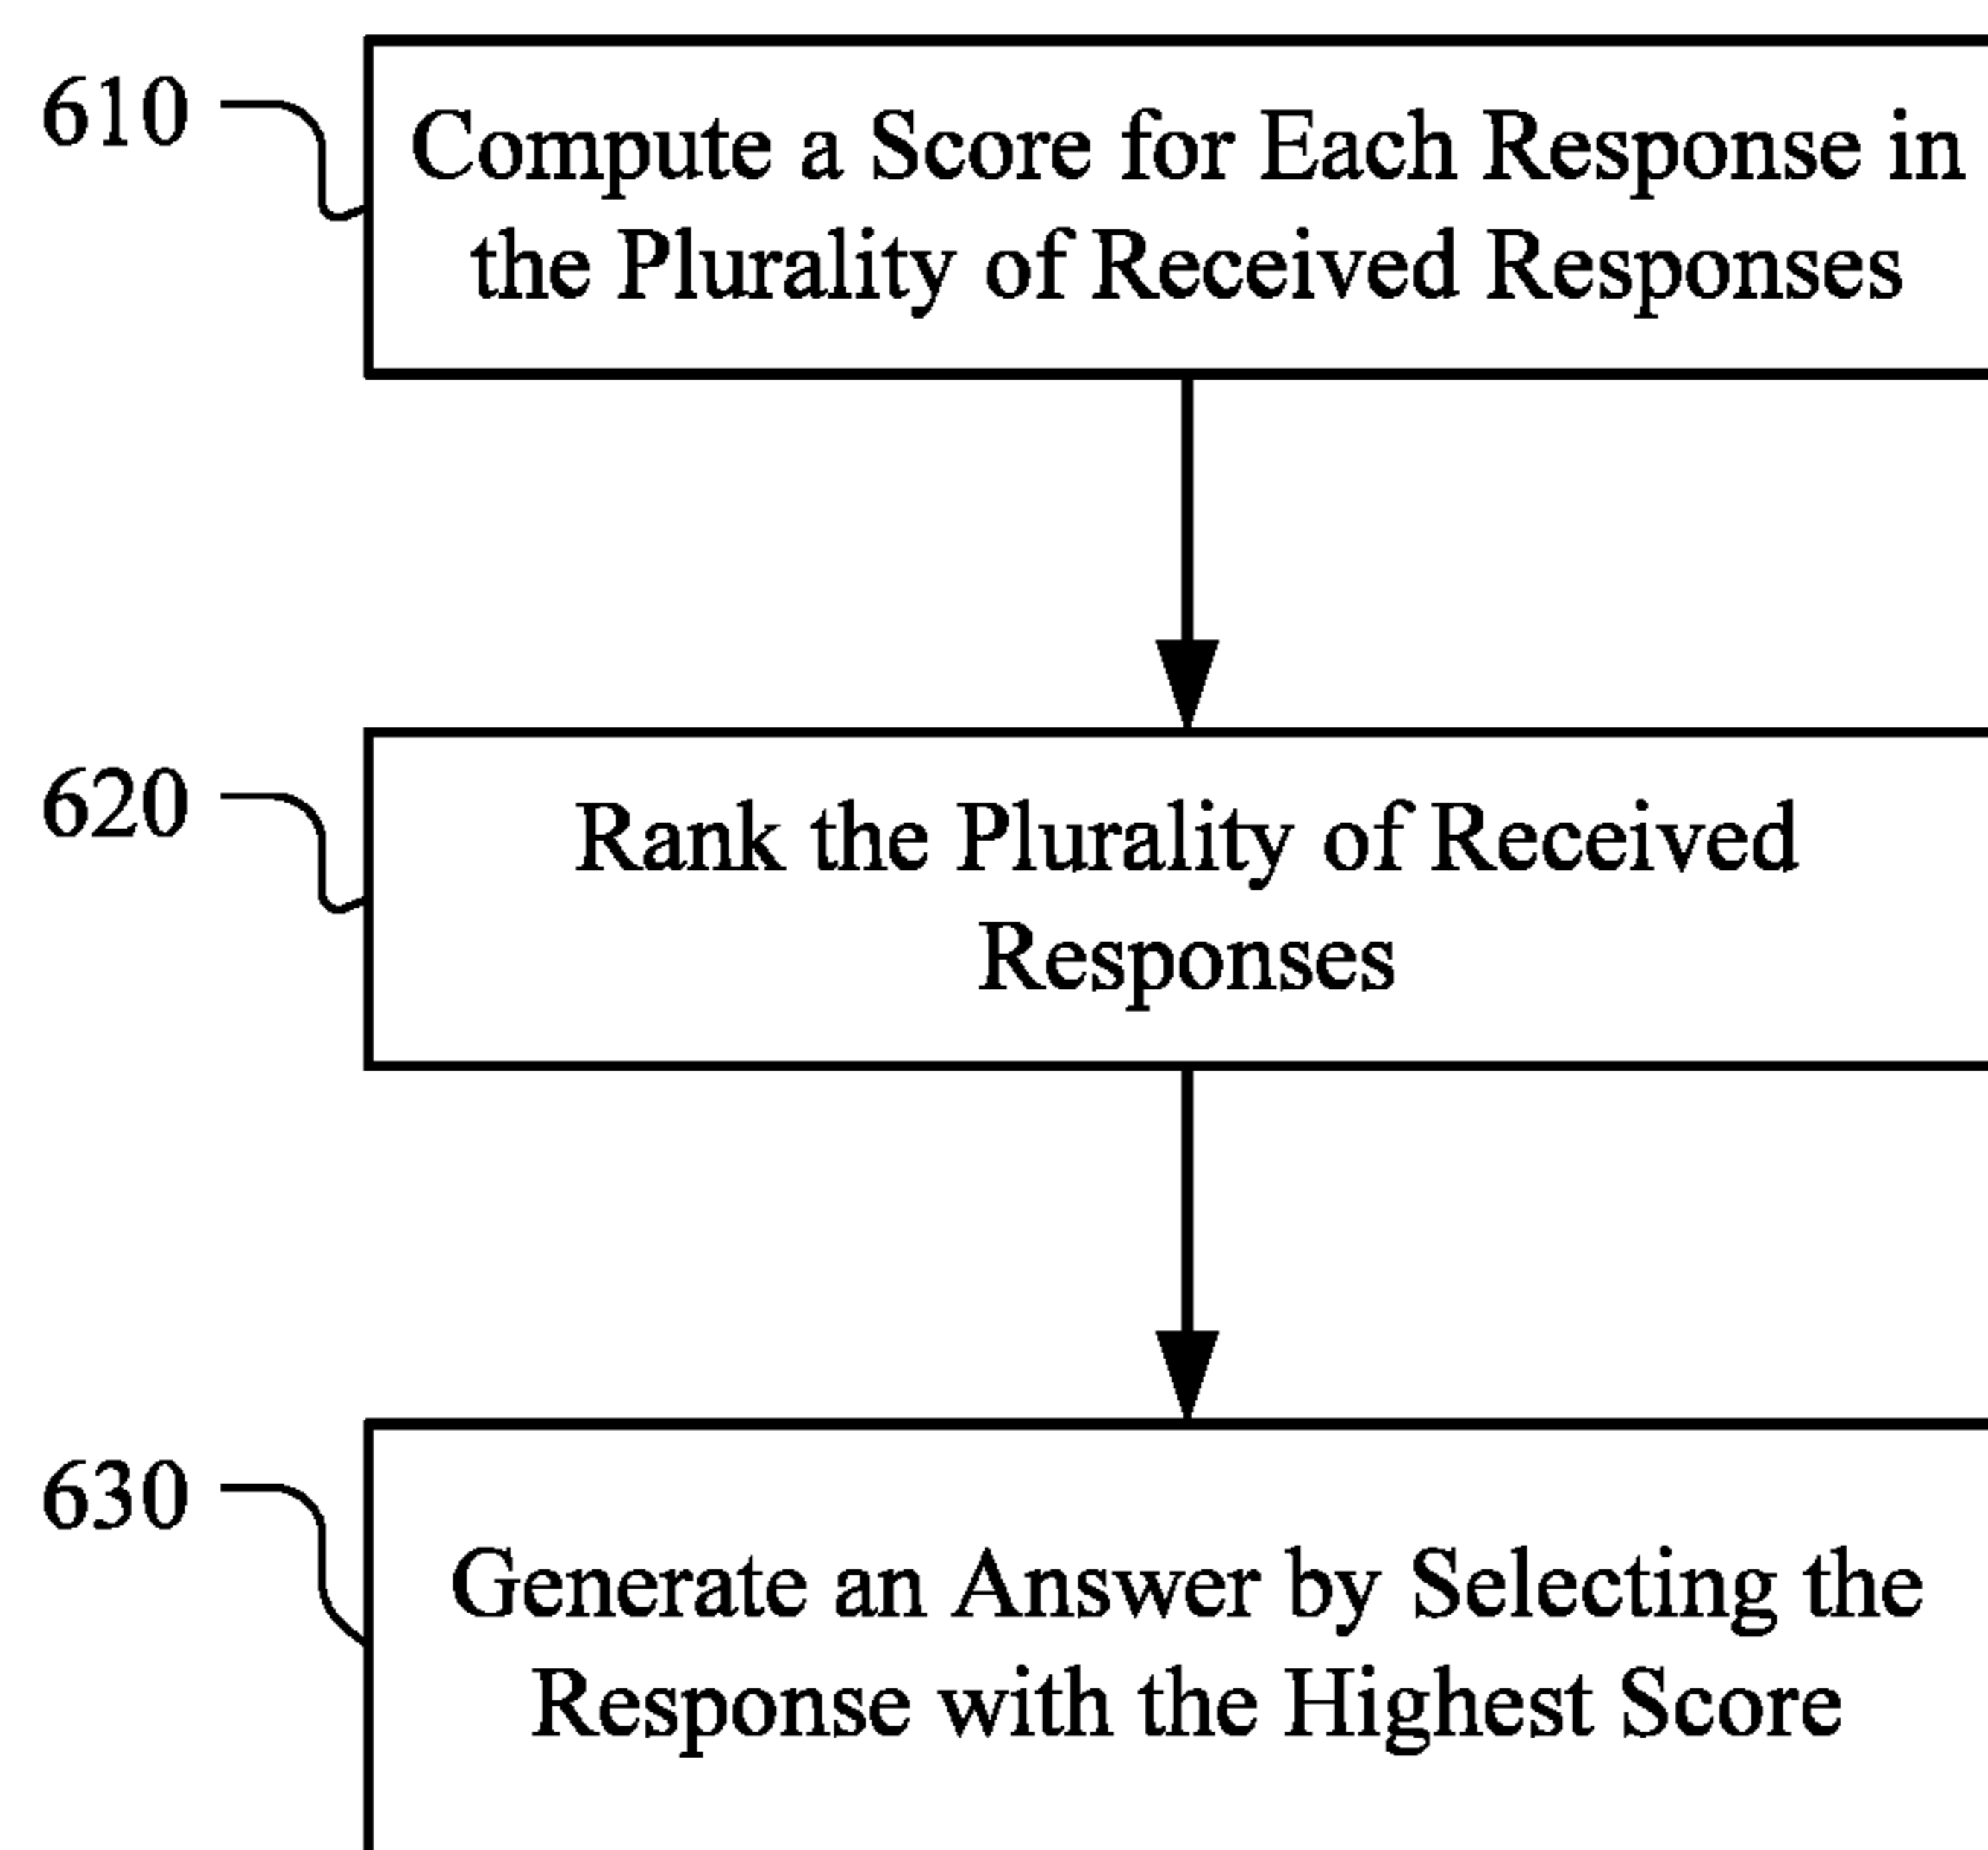 610
Compute a Score for Each Response in
the Plurality of Received Responses
620
Rank the Plurality of Received
Responses
630
Generate an Answer by Selecting the
Response with the Highest Score